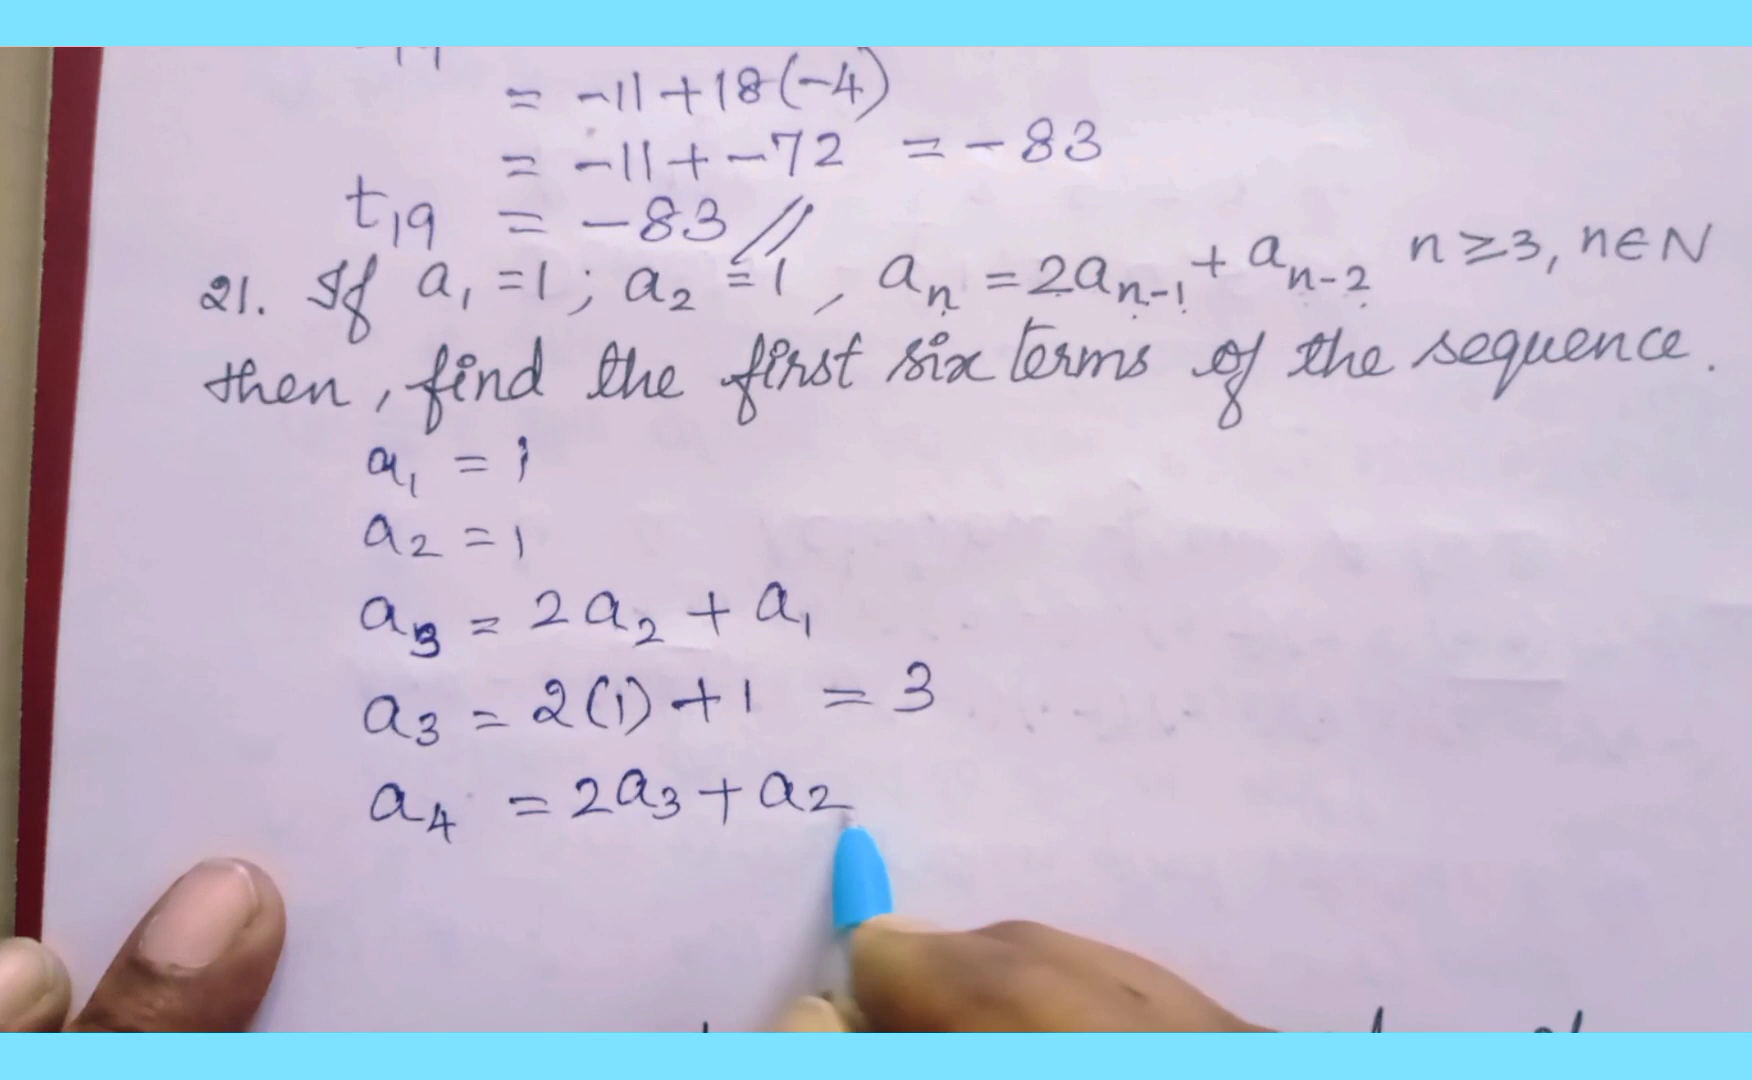 = -11+18(-4)
= -11+-72 = -83
t19 = -83 //
21. If a1 =1; a2 =1, an =2an-1+an-2 n≥3, n∈N
then, find the first six terms of the sequence.
a1 = 1
a2 = 1
a3 = 2a2 + a1
a3 = 2(1)+1 = 3
a4 = 2a3+a2